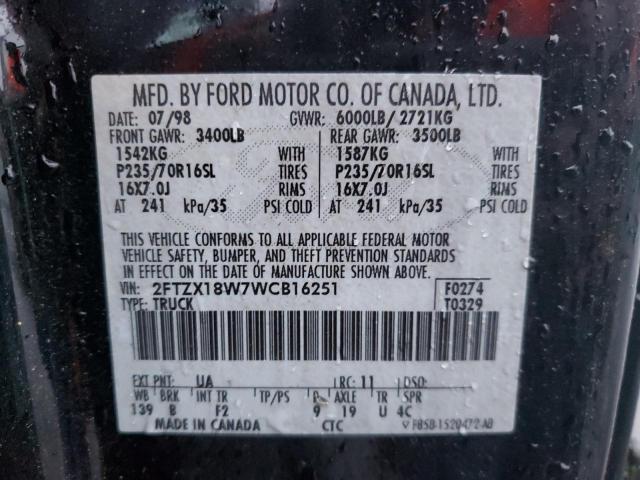 MFD. BY FORD MOTOR CO. OF CANADA, LTD.
DATE: 07/98 GVWR: 6000LB/2721KG
FRONT GAWR: 3400LB REAR GAWR: 3500LB
1542KG WITH 1587KG WITH
P235/70R16SL TIRES P235/70R16SL TIRES
16X7.0J RIMS 16X7.0J RIMS
AT 241 kPa/35 PSI COLD AT 241 kPa/35 PSI COLD
THIS VEHICLE CONFORMS TO ALL APPLICABLE FEDERAL MOTOR
VEHICLE SAFETY, BUMPER, AND THEFT PREVENTION STANDARDS
IN EFFECT ON THE DATE OF MANUFACTURE SHOWN ABOVE.
VIN: 2FTZX18W7WCB16251 F0274
TYPE: TRUCK T0329
EXT PNT: UA RC: 11 DSO:
WB BRK INT TR TP/PS R AXLE TR SPR
139 B F2 9 19 U 4C
MADE IN CANADA CTC F85B-1520472-AB